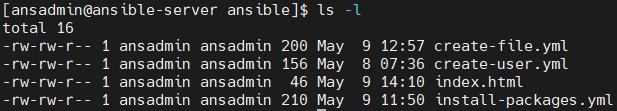 [ansadmin@ansible-server ansible]$ ls -l
total 16
-rw-rw-r-- 1 ansadmin ansadmin 200 May  9 12:57 create-file.yml
-rw-rw-r-- 1 ansadmin ansadmin 156 May  8 07:36 create-user.yml
-rw-rw-r-- 1 ansadmin ansadmin  46 May  9 14:10 index.html
-rw-rw-r-- 1 ansadmin ansadmin 210 May  9 11:50 install-packages.yml